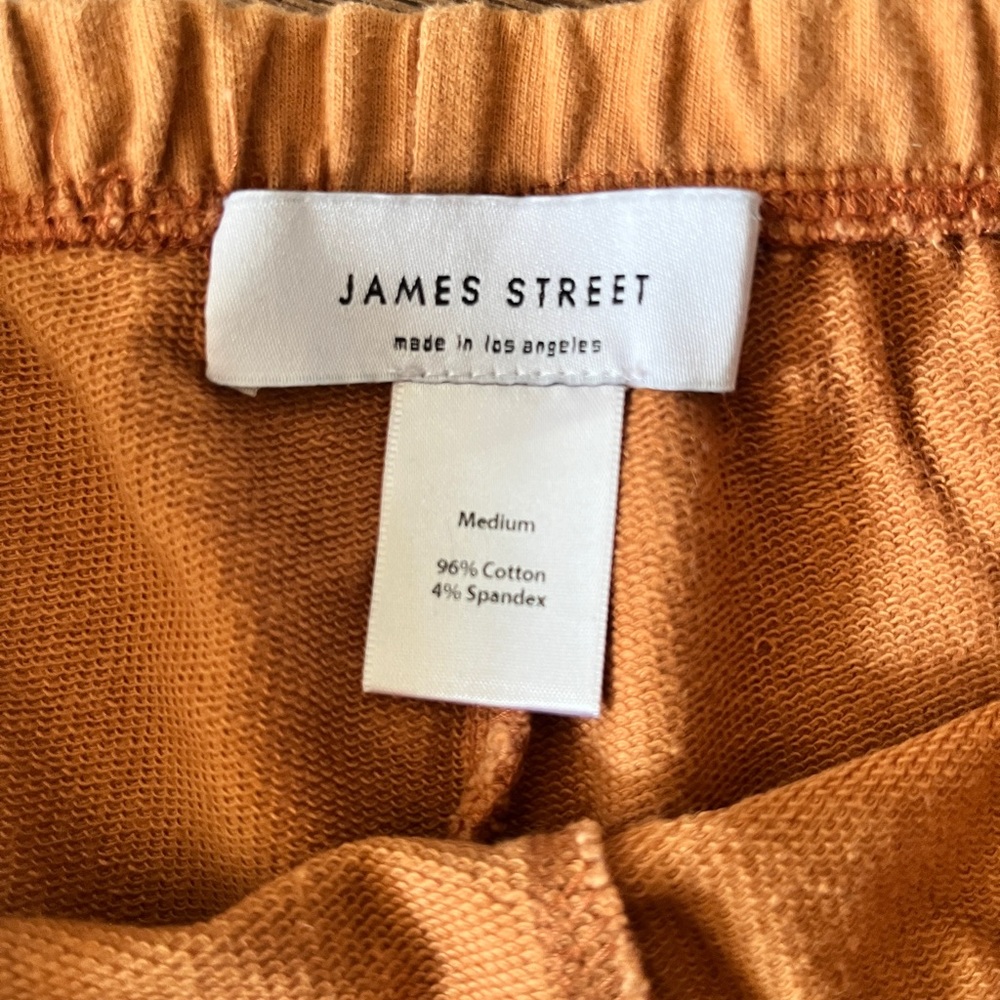 JAMES STREET
made in los angeles
Medium
96% Cotton
4% Spandex